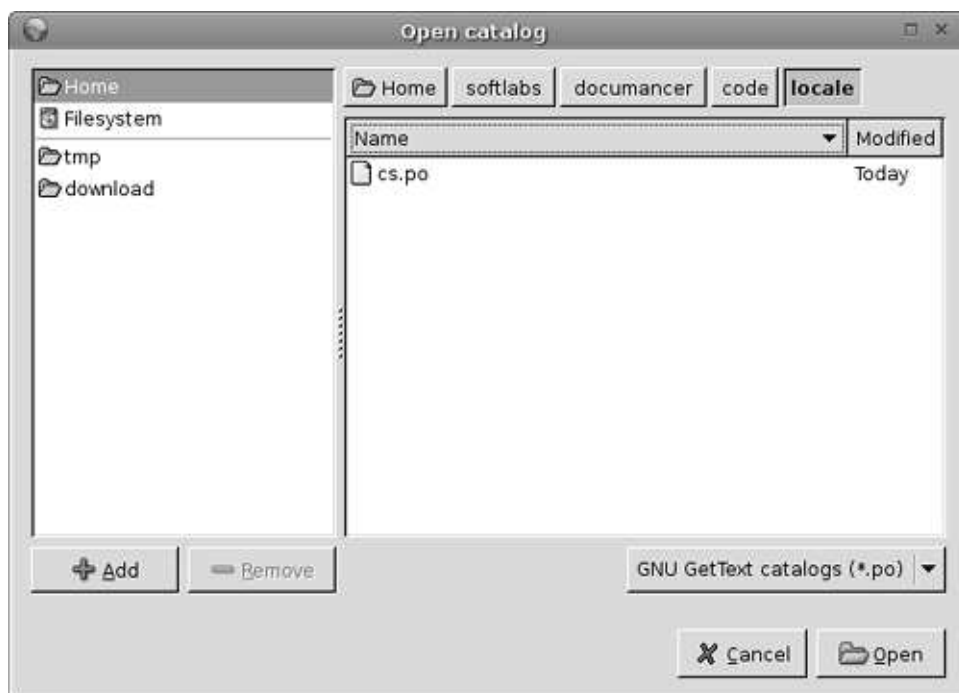 Open catalog
Home
Filesystem
tmp
download
Add
Remove
Home softlabs documancer code locale
Name Modified
cs.po Today
GNU GetText catalogs (*.po)
Cancel
Open